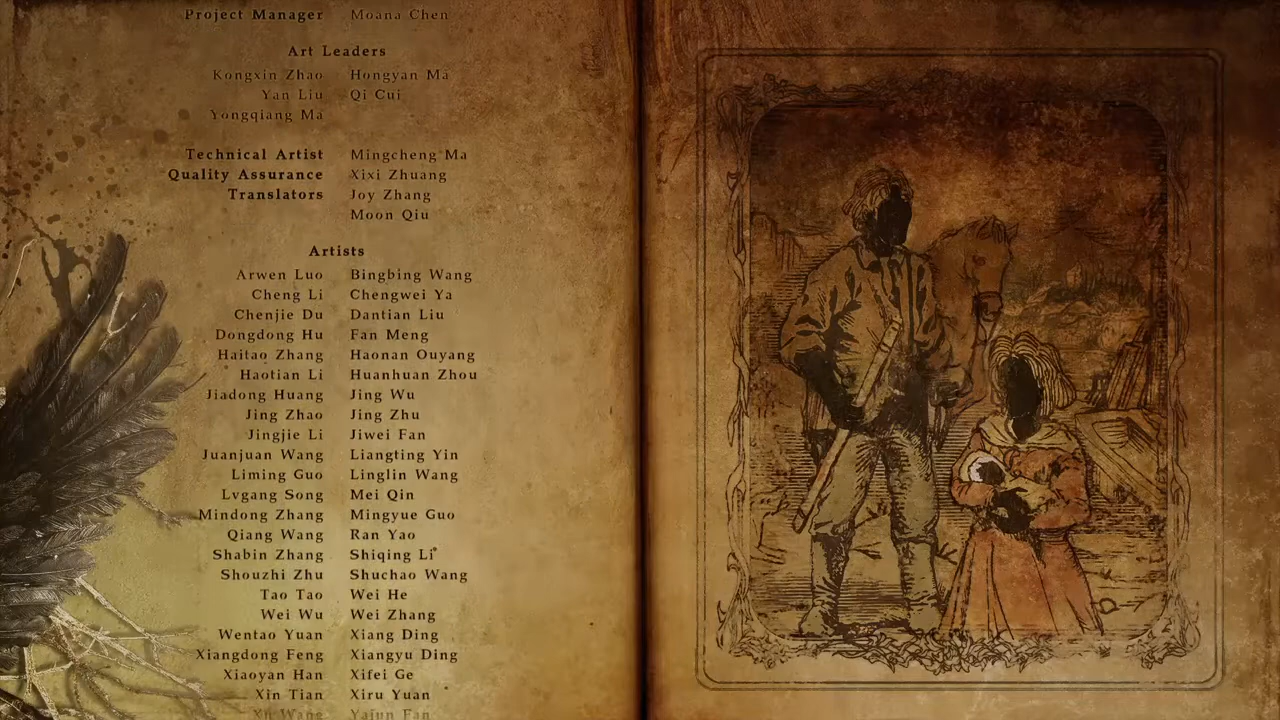 Project Manager Moana Chen
Art Leaders
Kongxin Zhao Hongyan Ma
Yan Liu Qi Cui
Yongqiang Ma
Technical Artist Mingcheng Ma
Quality Assurance Xixi Zhuang
Translators Joy Zhang
Moon Qiu
Artists
Arwen Luo Bingbing Wang
Cheng Li Chengwei Ya
Chenjie Du Dantian Liu
Dongdong Hu Fan Meng
Haitao Zhang Haonan Ouyang
Haotian Li Huanhuan Zhou
Jiadong Huang Jing Wu
Jing Zhao Jing Zhu
Jingjie Li Jiwei Fan
Juanjuan Wang Liangting Yin
Liming Guo Linglin Wang
Lvgang Song Mei Qin
Mindong Zhang Mingyue Guo
Qiang Wang Ran Yao
Shabin Zhang Shiqing Li
Shouzhi Zhu Shuchao Wang
Tao Tao Wei He
Wei Wu Wei Zhang
Wentao Yuan Xiang Ding
Xiangdong Feng Xiangyu Ding
Xiaoyan Han Xifei Ge
Xin Tian Xiru Yuan
Xu Wang Yajun Fan